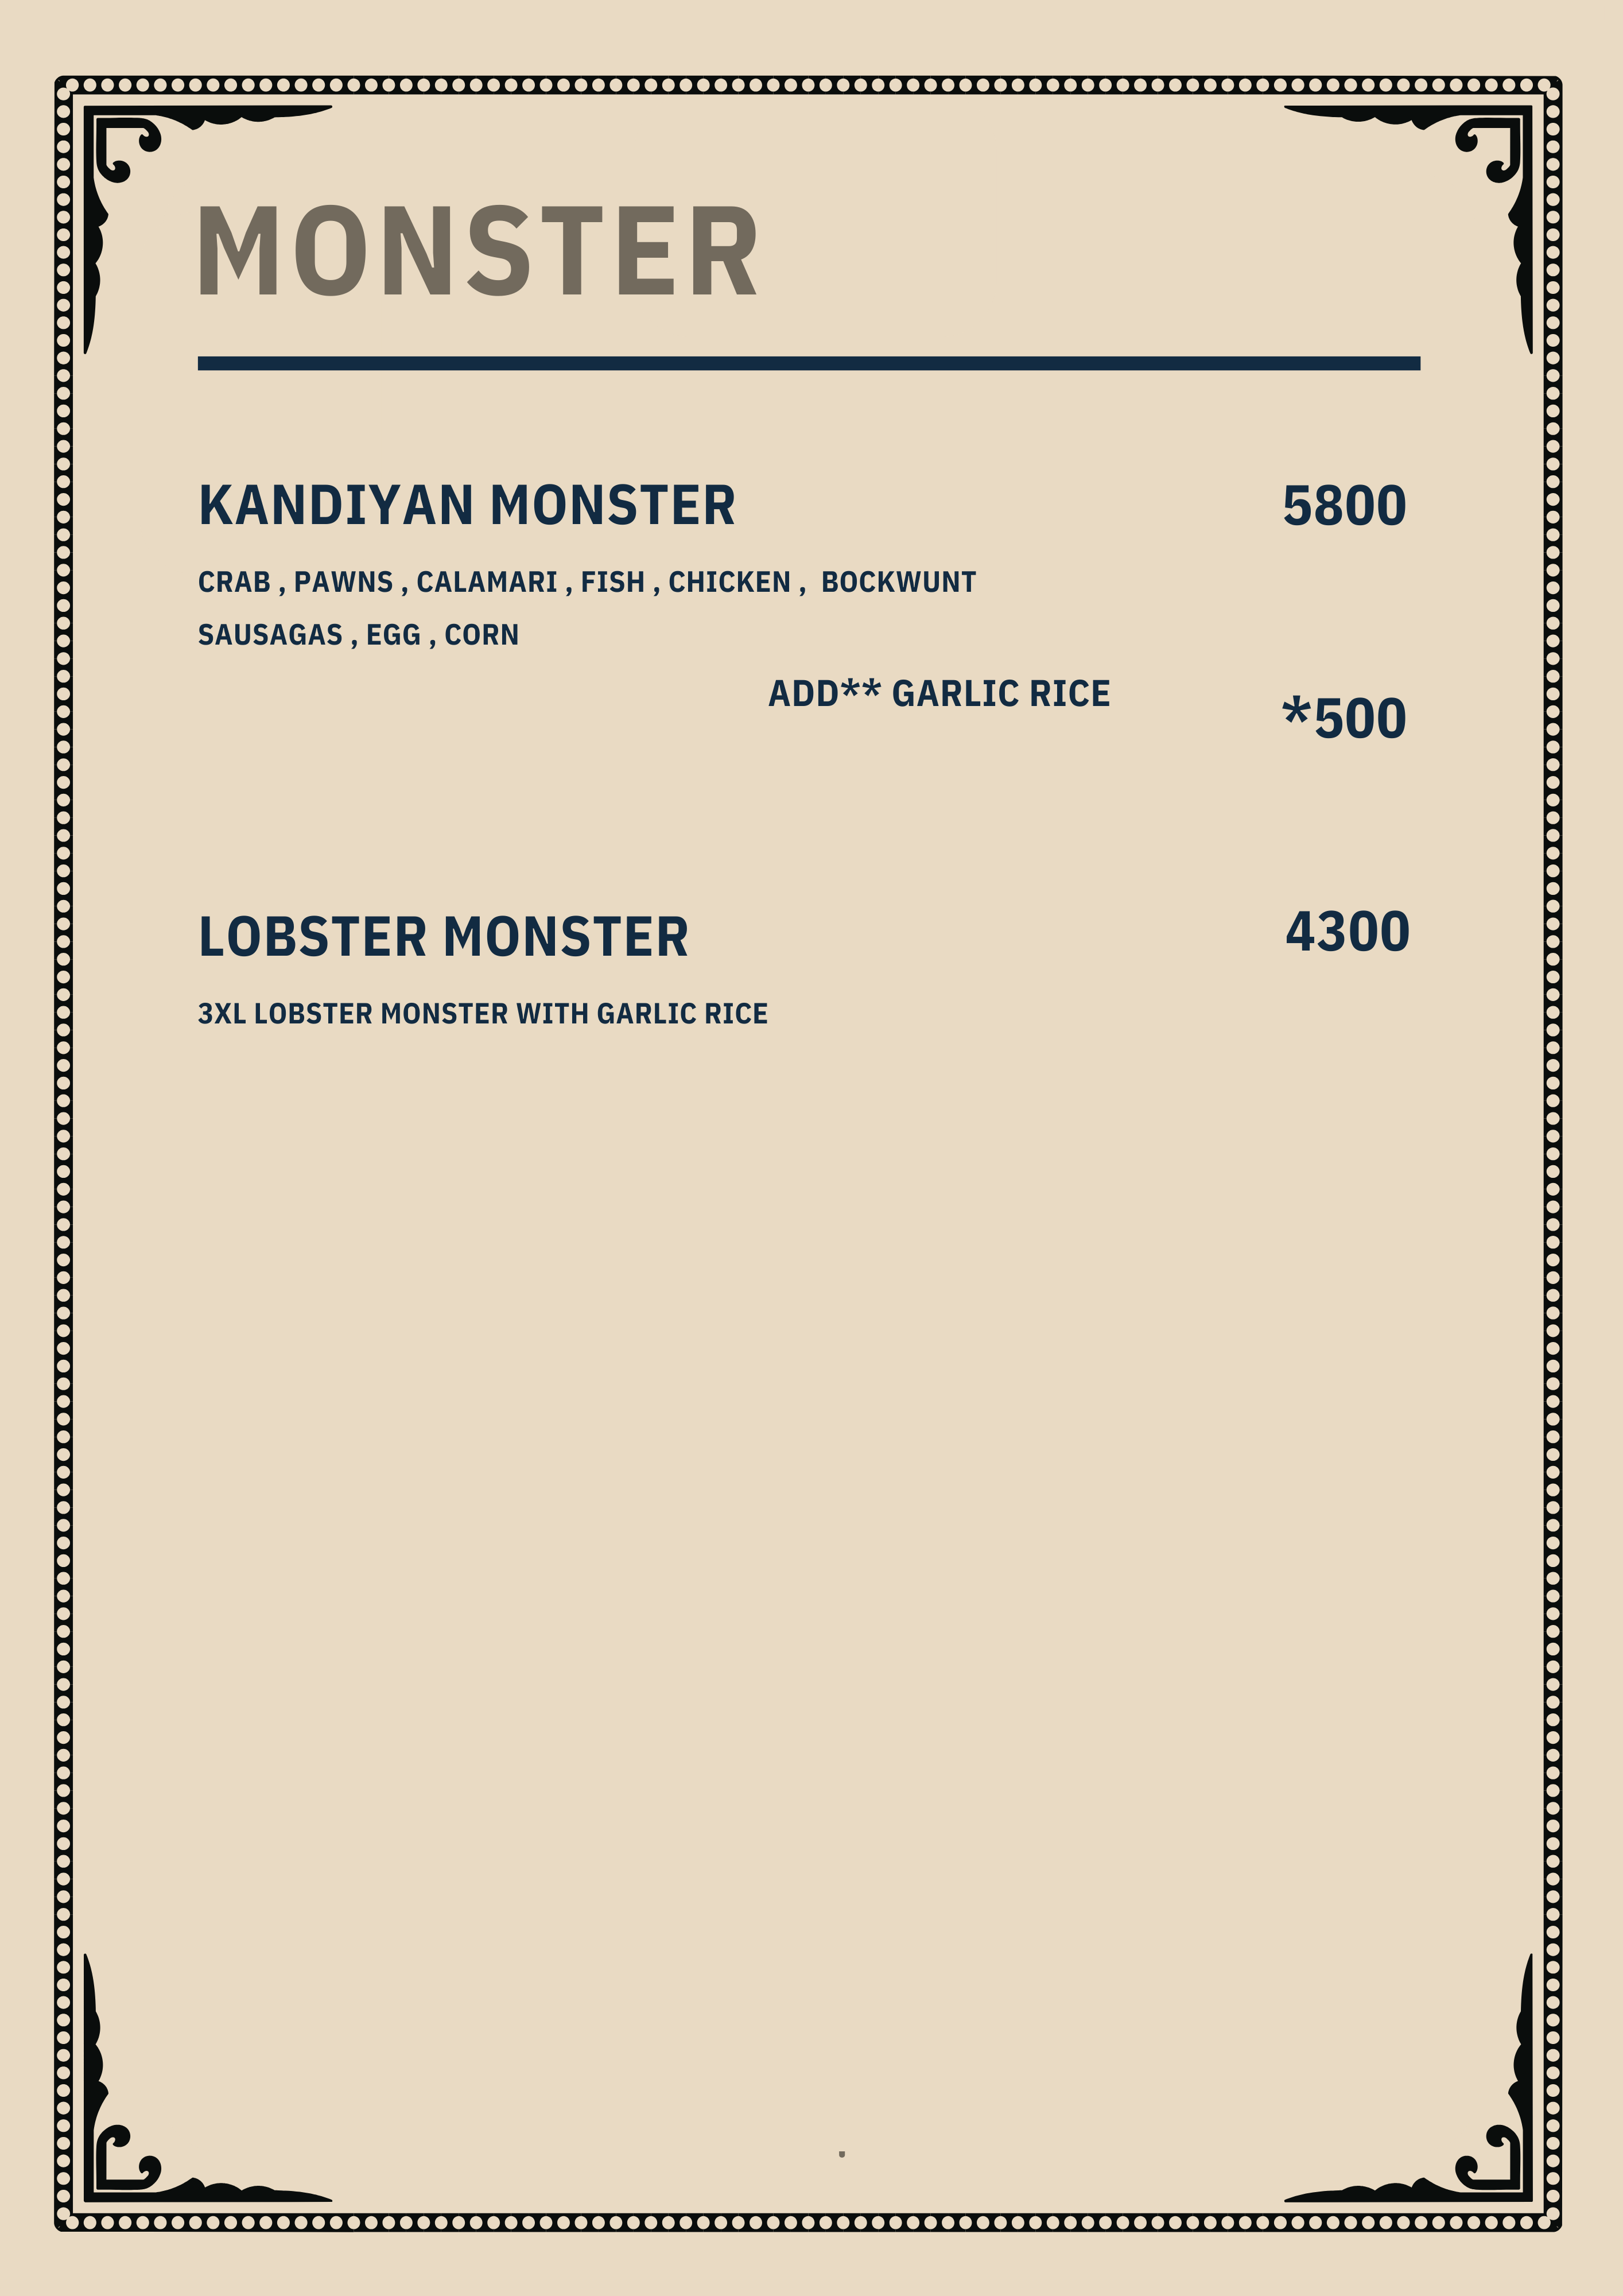 MONSTER
KANDIYAN MONSTER 5800
CRAB , PAWNS , CALAMARI , FISH , CHICKEN ,  BOCKWUNT
SAUSAGAS , EGG , CORN
ADD** GARLIC RICE *500
LOBSTER MONSTER 4300
3XL LOBSTER MONSTER WITH GARLIC RICE